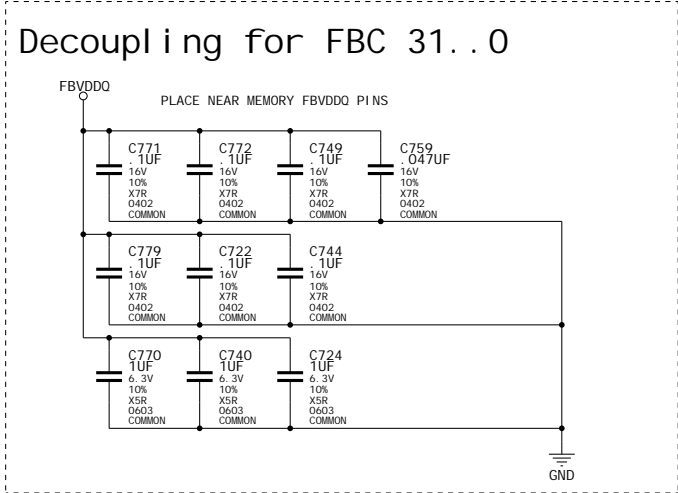 Decoupling for FBC 31..0
FBVDDQ
PLACE NEAR MEMORY FBVDDQ PINS
C771
.1UF
16V
10%
X7R
0402
COMMON
C772
.1UF
16V
10%
X7R
0402
COMMON
C749
.1UF
16V
10%
X7R
0402
COMMON
C759
.047UF
16V
10%
X7R
0402
COMMON
C779
.1UF
16V
10%
X7R
0402
COMMON
C722
.1UF
16V
10%
X7R
0402
COMMON
C744
.1UF
16V
10%
X7R
0402
COMMON
C770
1UF
6.3V
10%
X5R
0603
COMMON
C740
1UF
6.3V
10%
X5R
0603
COMMON
C724
1UF
6.3V
10%
X5R
0603
COMMON
GND